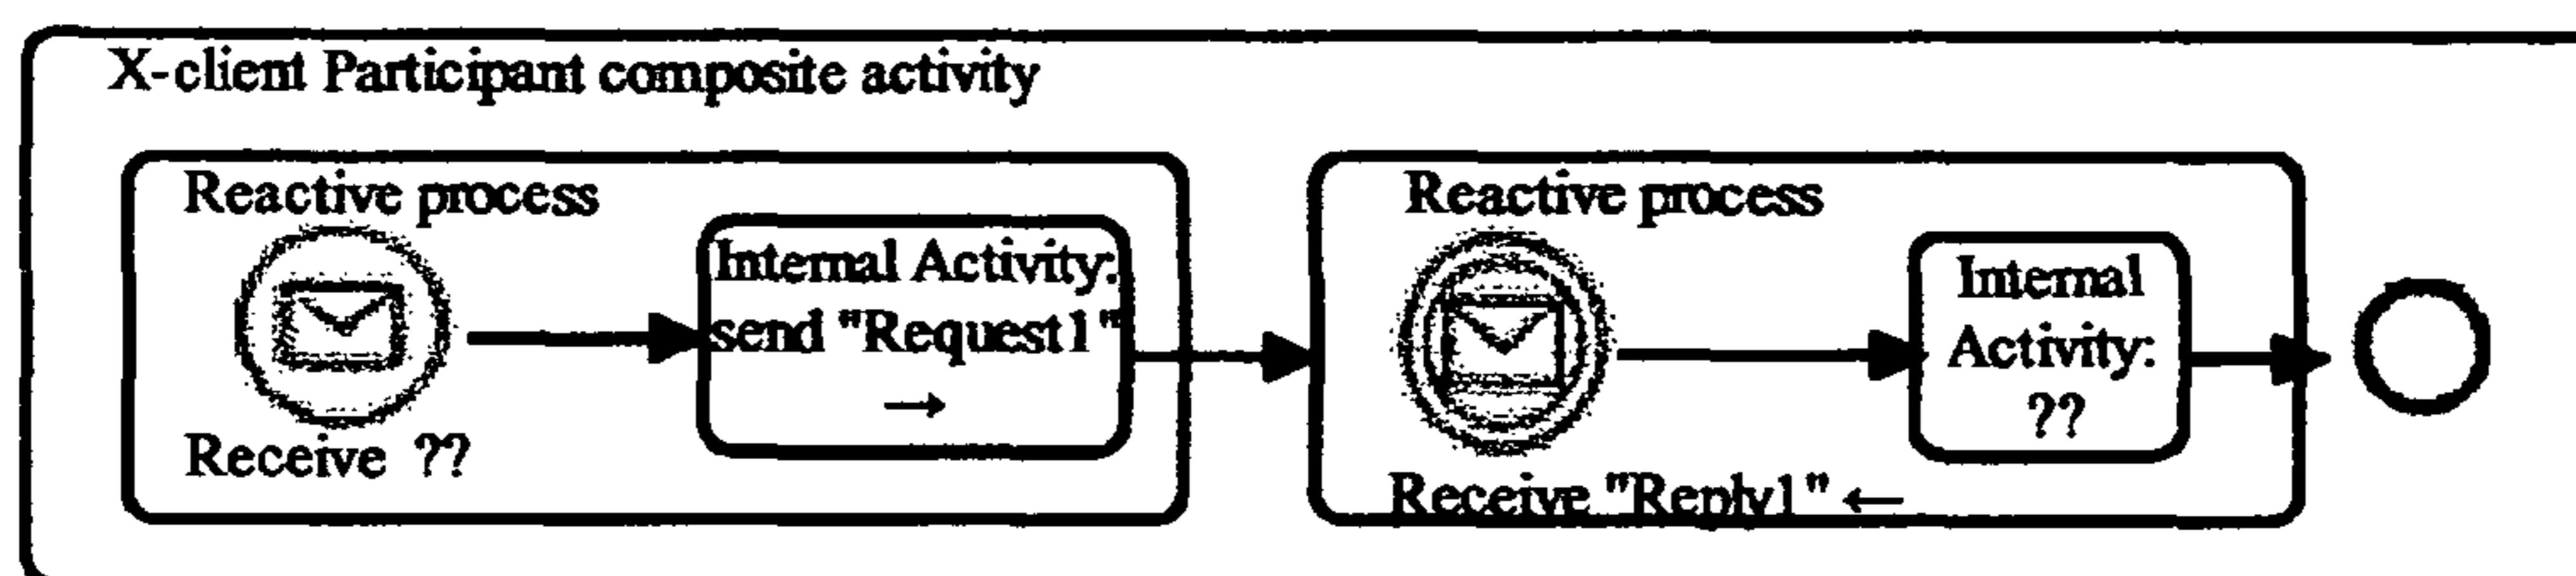 X-client Participant composite activity
Reactive process
Internal Activity:
send "Request1"
→
Receive ??
Reactive process
Internal
Activity:
??
Receive "Reply1" ←